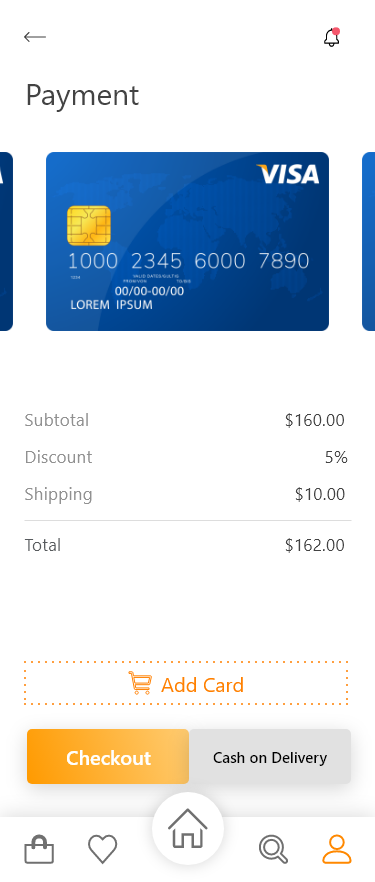 Payment
VISA
1000 2345 6000 7890
1234
VALID DATES/GULTIG
00/00-00/00
LOREM IPSUM
Subtotal $160.00
Discount 5%
Shipping $10.00
Total $162.00
Add Card
Checkout Cash on Delivery